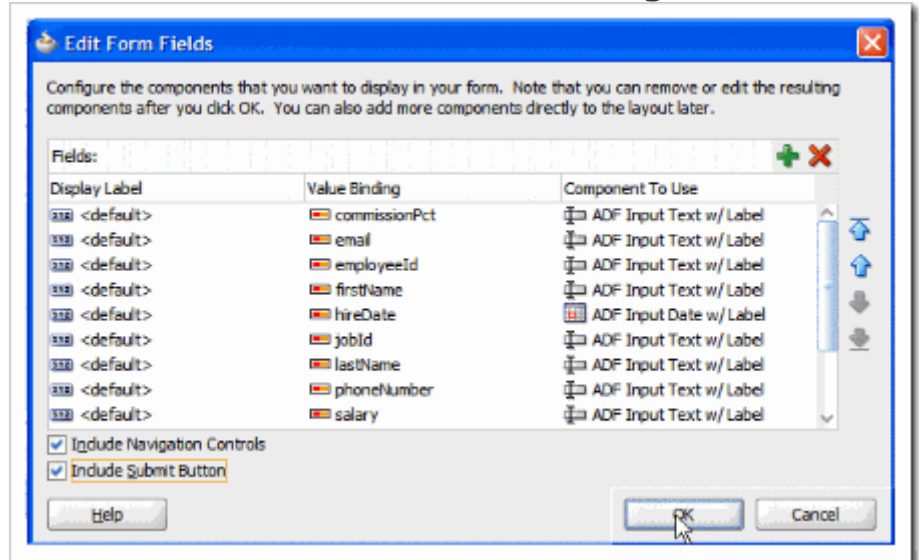 Edit Form Fields
Configure the components that you want to display in your form. Note that you can remove or edit the resulting
components after you click OK. You can also add more components directly to the layout later.
Fields:
Display Label Value Binding Component To Use
<default> commissionPct ADF Input Text w/ Label
<default> email ADF Input Text w/ Label
<default> employeeId ADF Input Text w/ Label
<default> firstName ADF Input Text w/ Label
<default> hireDate ADF Input Date w/ Label
<default> jobId ADF Input Text w/ Label
<default> lastName ADF Input Text w/ Label
<default> phoneNumber ADF Input Text w/ Label
<default> salary ADF Input Text w/ Label
Include Navigation Controls
Include Submit Button
Help OK Cancel